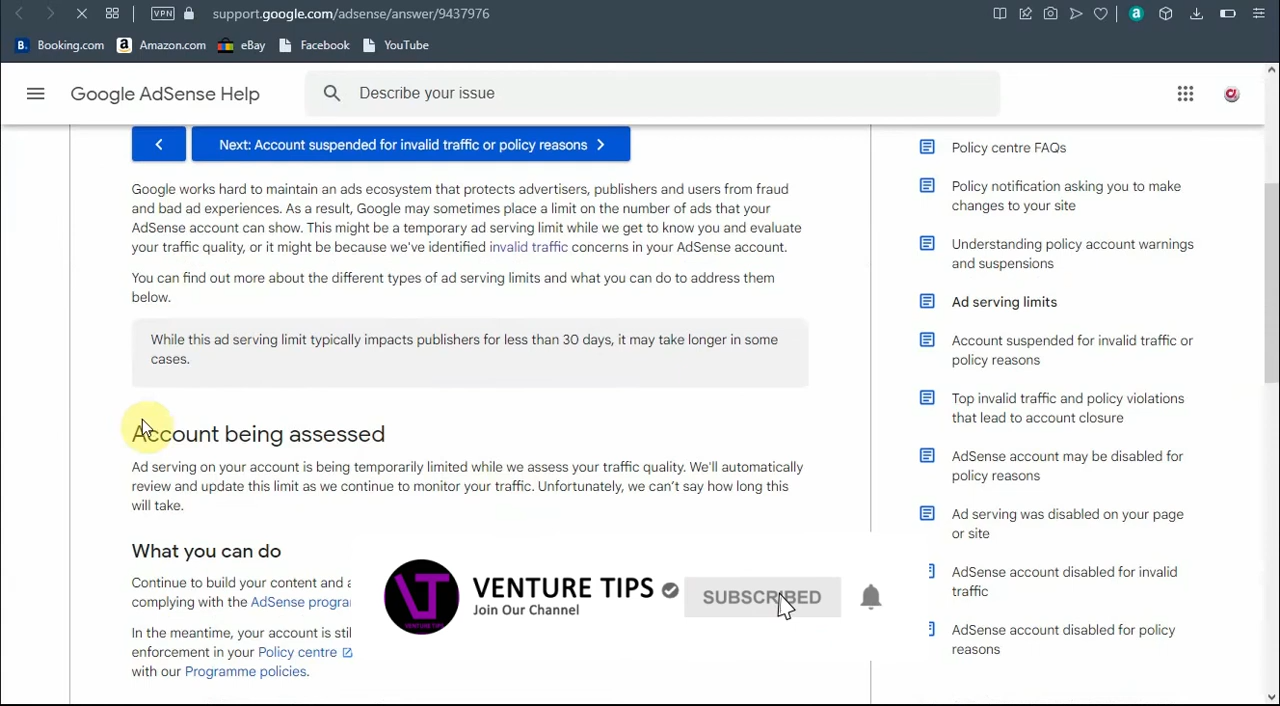 VPN
support.google.com/adsense/answer/9437976
B. Booking.com
a Amazon.com
eBay
Facebook
YouTube
Google AdSense Help
Describe your issue
Next: Account suspended for invalid traffic or policy reasons
Google works hard to maintain an ads ecosystem that protects advertisers, publishers and users from fraud
and bad ad experiences. As a result, Google may sometimes place a limit on the number of ads that your
AdSense account can show. This might be a temporary ad serving limit while we get to know you and evaluate
your traffic quality, or it might be because we've identified invalid traffic concerns in your AdSense account.
You can find out more about the different types of ad serving limits and what you can do to address them
below.
While this ad serving limit typically impacts publishers for less than 30 days, it may take longer in some
cases.
Account being assessed
Ad serving on your account is being temporarily limited while we assess your traffic quality. We'll automatically
review and update this limit as we continue to monitor your traffic. Unfortunately, we can't say how long this
will take.
What you can do
Continue to build your content and a
complying with the AdSense progra
In the meantime, your account is stil
enforcement in your Policy centre
with our Programme policies.
Policy centre FAQs
Policy notification asking you to make
changes to your site
Understanding policy account warnings
and suspensions
Ad serving limits
Account suspended for invalid traffic or
policy reasons
Top invalid traffic and policy violations
that lead to account closure
AdSense account may be disabled for
policy reasons
Ad serving was disabled on your page
or site
AdSense account disabled for invalid
traffic
AdSense account disabled for policy
reasons
VT
VENTURE TIPS
VENTURE TIPS
Join Our Channel
SUBSCRIBED